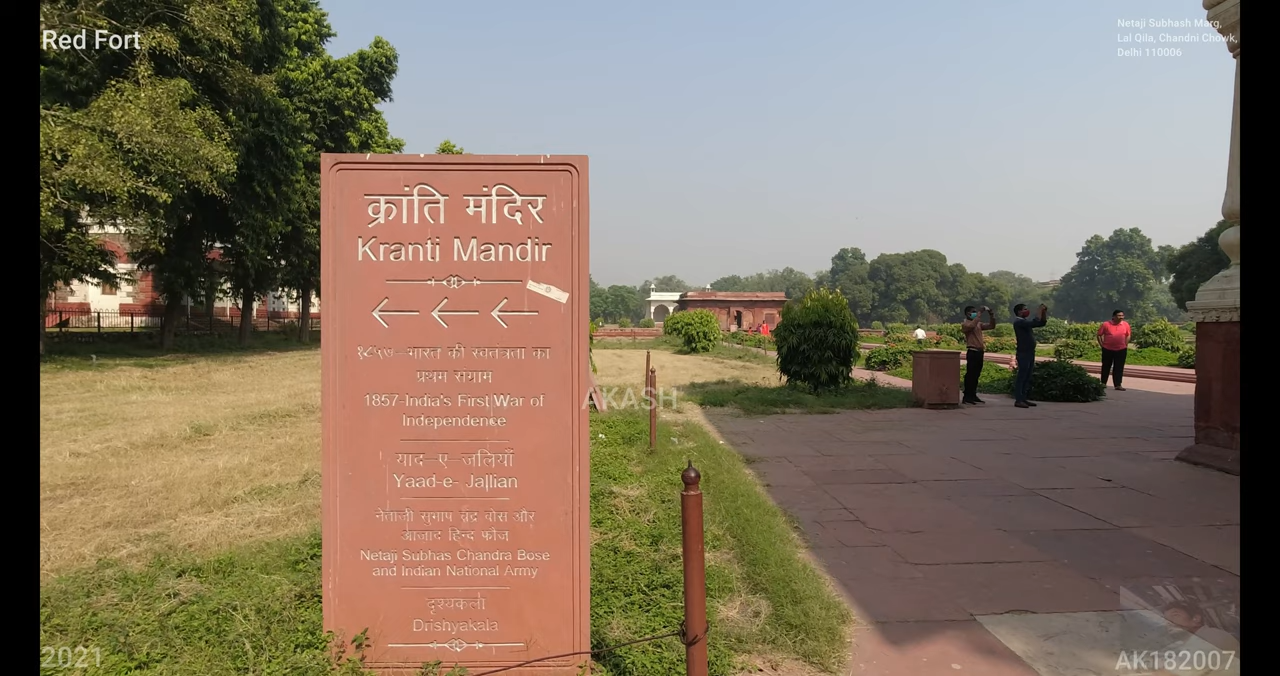 Red Fort
Netaji Subhash Marg,
Lal Qila, Chandni Chowk,
Delhi 110006
क्रांति मंदिर
Kranti Mandir
१८५७–भारत की स्वतंत्रता का
प्रथम संग्राम
1857-India's First War of
Independence
याद–ए–जलियाँ
Yaad-e- Jallian
नेताजी सुभाष चंद्र बोस और
आजाद हिन्द फौज
Netaji Subhas Chandra Bose
and Indian National Army
दृश्यकला
Drishyakala
AKASH
2021
AK182007